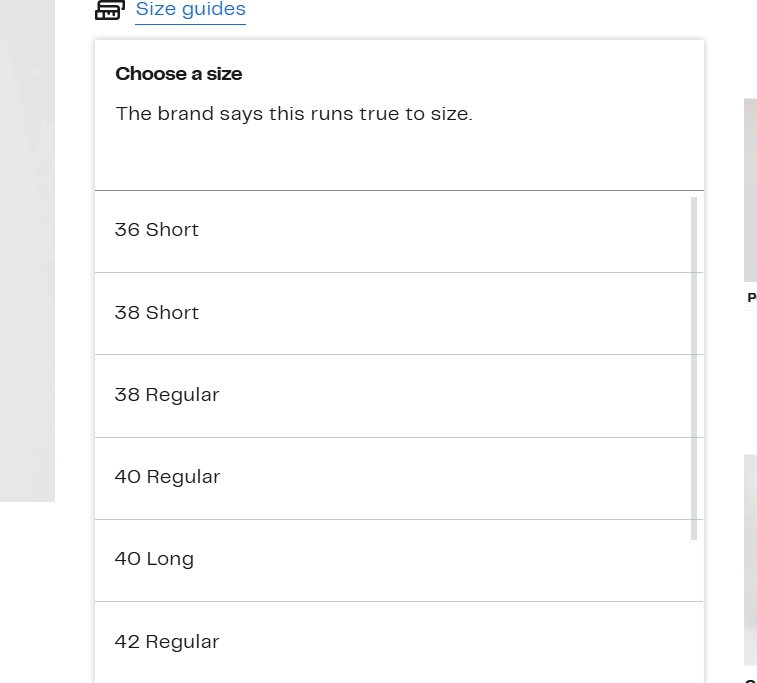 Size guides
Choose a size
The brand says this runs true to size.
36 Short
38 Short
38 Regular
40 Regular
40 Long
42 Regular